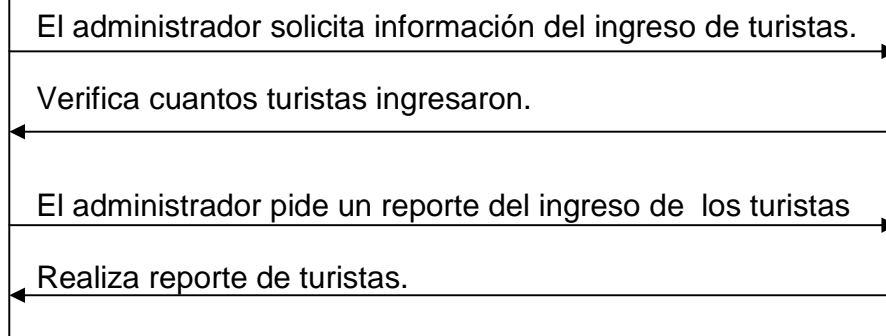 El administrador solicita información del ingreso de turistas.
Verifica cuantos turistas ingresaron.
El administrador pide un reporte del ingreso de  los turistas
Realiza reporte de turistas.